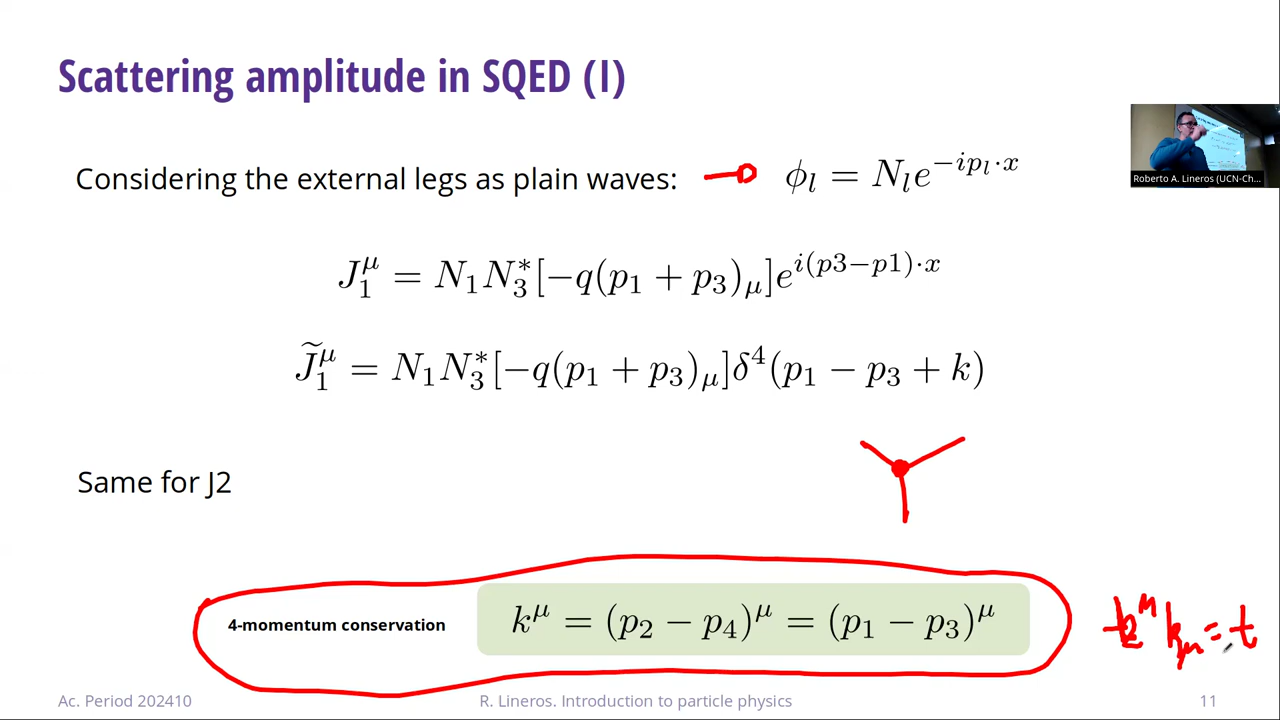 Scattering amplitude in SQED (I)
Considering the external legs as plain waves: ϕ_l = N_l e^{-ip_l·x}
Roberto A. Lineros (UCN-Ch...
J_1^μ = N_1 N_3^* [-q(p_1 + p_3)_μ] e^{i(p3-p1)·x}
J̃_1^μ = N_1 N_3^* [-q(p_1 + p_3)_μ] δ^4(p_1 - p_3 + k)
Same for J2
4-momentum conservation k^μ = (p_2 - p_4)^μ = (p_1 - p_3)^μ
k^μ k_μ = t
Ac. Period 202410 R. Lineros. Introduction to particle physics 11